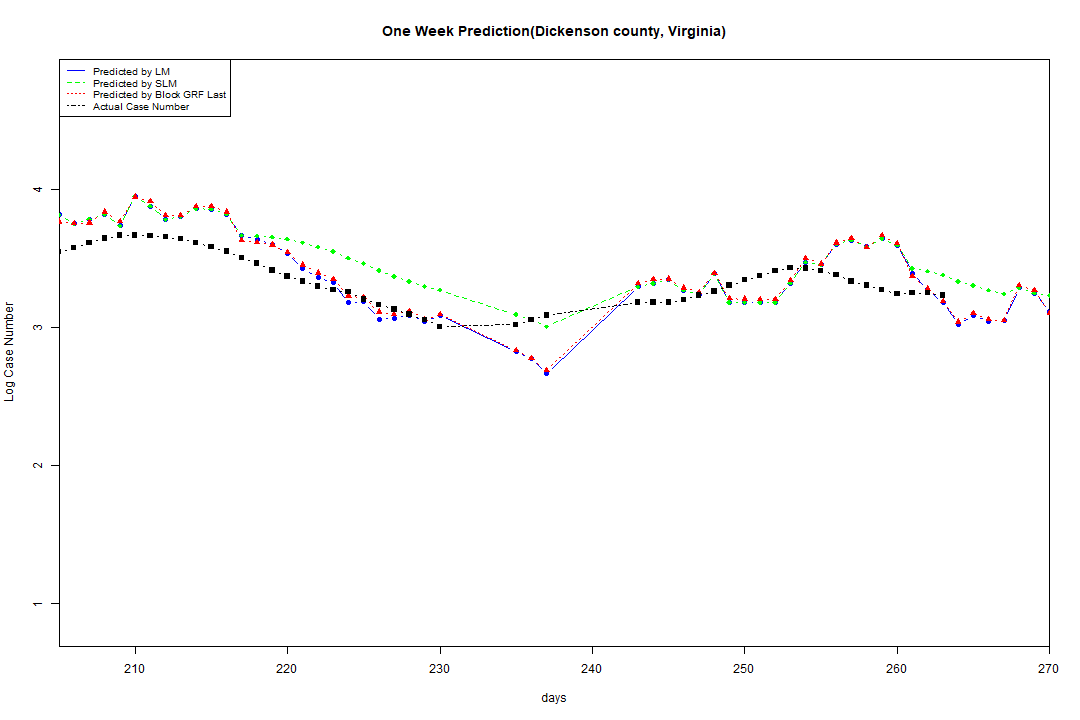 One Week Prediction(Dickenson county, Virginia)
Predicted by LM
Predicted by SLM
Predicted by Block GRF Last
Actual Case Number
4
3
2
1
Log Case Number
210 220 230 240 250 260 270
days